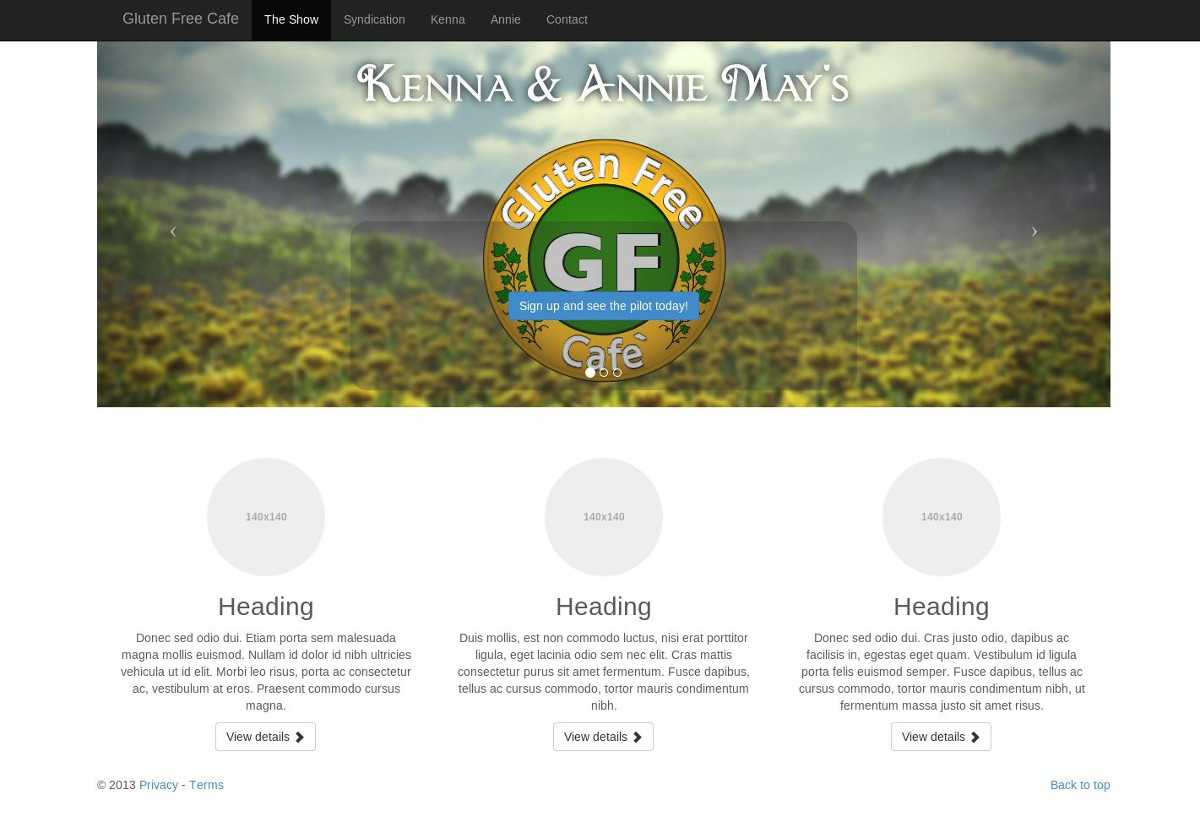 Gluten Free Cafe The Show Syndication Kenna Annie Contact
Kenna & Annie May's
Gluten Free
GF
Sign up and see the pilot today!
Cafè
140x140 140x140 140x140
Heading
Donec sed odio dui. Etiam porta sem malesuada
magna mollis euismod. Nullam id dolor id nibh ultricies
vehicula ut id elit. Morbi leo risus, porta ac consectetur
ac, vestibulum at eros. Praesent commodo cursus
magna.
View details
Heading
Duis mollis, est non commodo luctus, nisi erat porttitor
ligula, eget lacinia odio sem nec elit. Cras mattis
consectetur purus sit amet fermentum. Fusce dapibus,
tellus ac cursus commodo, tortor mauris condimentum
nibh.
View details
Heading
Donec sed odio dui. Cras justo odio, dapibus ac
facilisis in, egestas eget quam. Vestibulum id ligula
porta felis euismod semper. Fusce dapibus, tellus ac
cursus commodo, tortor mauris condimentum nibh, ut
fermentum massa justo sit amet risus.
View details
© 2013 Privacy - Terms Back to top